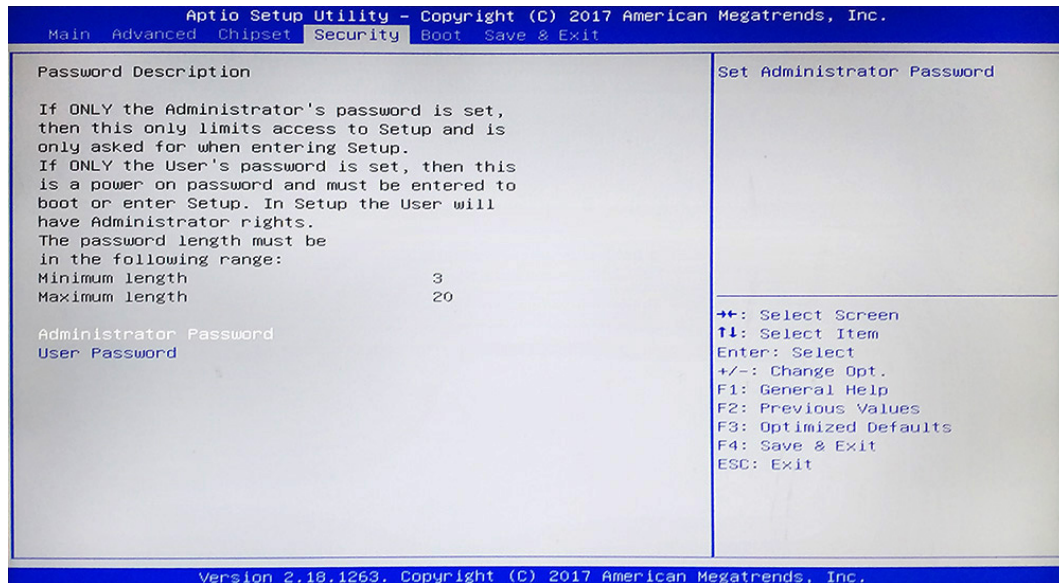 Aptio Setup Utility – Copyright (C) 2017 American Megatrends, Inc.
Main Advanced Chipset Security Boot Save & Exit
Password Description
If ONLY the Administrator's password is set,
then this only limits access to Setup and is
only asked for when entering Setup.
If ONLY the User's password is set, then this
is a power on password and must be entered to
boot or enter Setup. In Setup the User will
have Administrator rights.
The password length must be
in the following range:
Minimum length 3
Maximum length 20
Administrator Password
User Password
Set Administrator Password
→←: Select Screen
↑↓: Select Item
Enter: Select
+/-: Change Opt.
F1: General Help
F2: Previous Values
F3: Optimized Defaults
F4: Save & Exit
ESC: Exit
Version 2.18.1263. Copyright (C) 2017 American Megatrends, Inc.